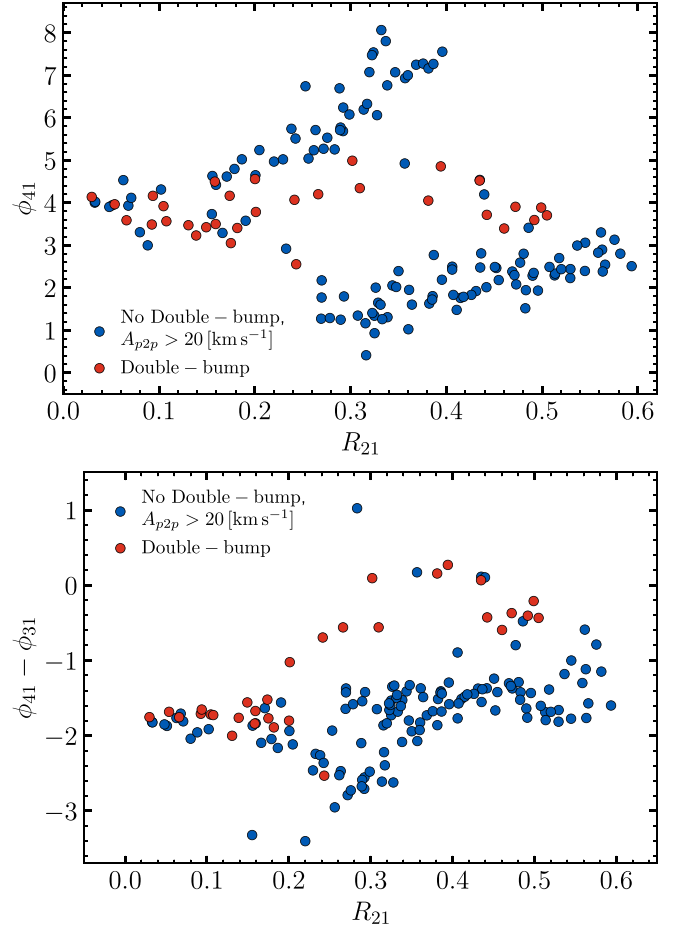 8
7
6
5
4
3
2
1
0
ϕ41
No Double − bump,
Ap2p > 20 [km s−1]
Double − bump
0.0 0.1 0.2 0.3 0.4 0.5 0.6
R21
1
0
−1
−2
−3
ϕ41 − ϕ31
No Double − bump,
Ap2p > 20 [km s−1]
Double − bump
0.0 0.1 0.2 0.3 0.4 0.5 0.6
R21